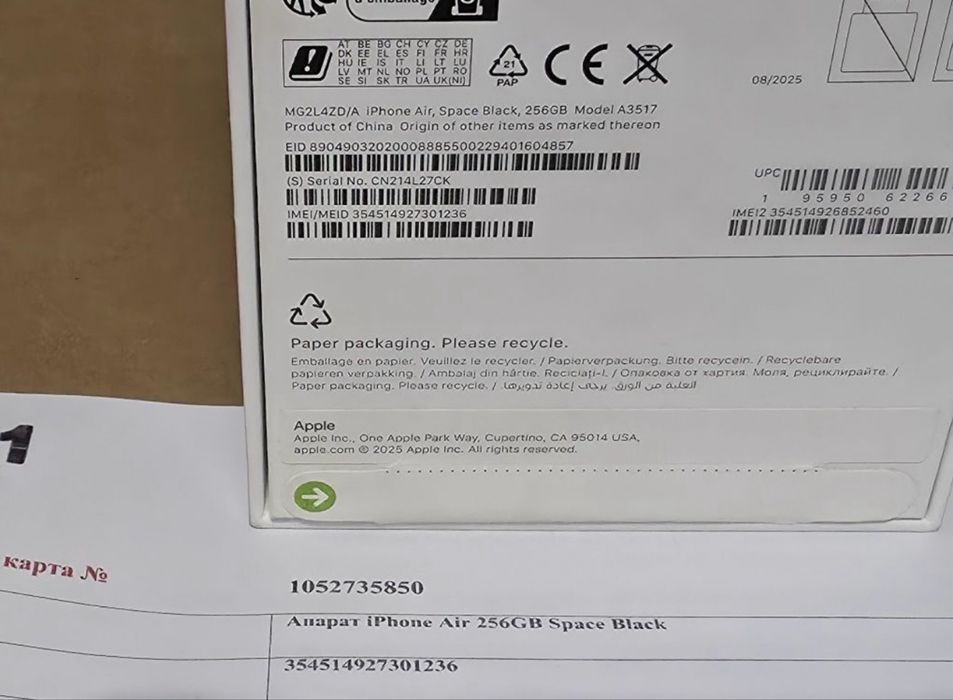 d'emballage
AT BE BG CH CY CZ DE
DK EE EL ES FI FR HR
HU IE IS IT LI LT LU
LV MT NL NO PL PT RO
SE SI SK TR UA UK(NI)
21
PAP
CE
08/2025
MG2L4ZD/A iPhone Air, Space Black, 256GB Model A3517
Product of China Origin of other items as marked thereon
EID 89049032020008885500229401604857
(S) Serial No. CN214L27CK
IMEI/MEID 354514927301236
UPC
1 95950 62266
IMEI2 354514926852460
Paper packaging. Please recycle.
Emballage en papier. Veuillez le recycler. / Papierverpackung. Bitte recyceln. / Recyclebare
papieren verpakking. / Ambalaj din hârtie. Reciclați-l. / Опаковка от хартия. Моля, рециклирайте. /
Paper packaging. Please recycle. / العلبة من الورق. يرجى إعادة تدويرها.
Apple
Apple Inc., One Apple Park Way, Cupertino, CA 95014 USA,
apple.com © 2025 Apple Inc. All rights reserved.
1
карта № 1052735850
Апарат iPhone Air 256GB Space Black
354514927301236